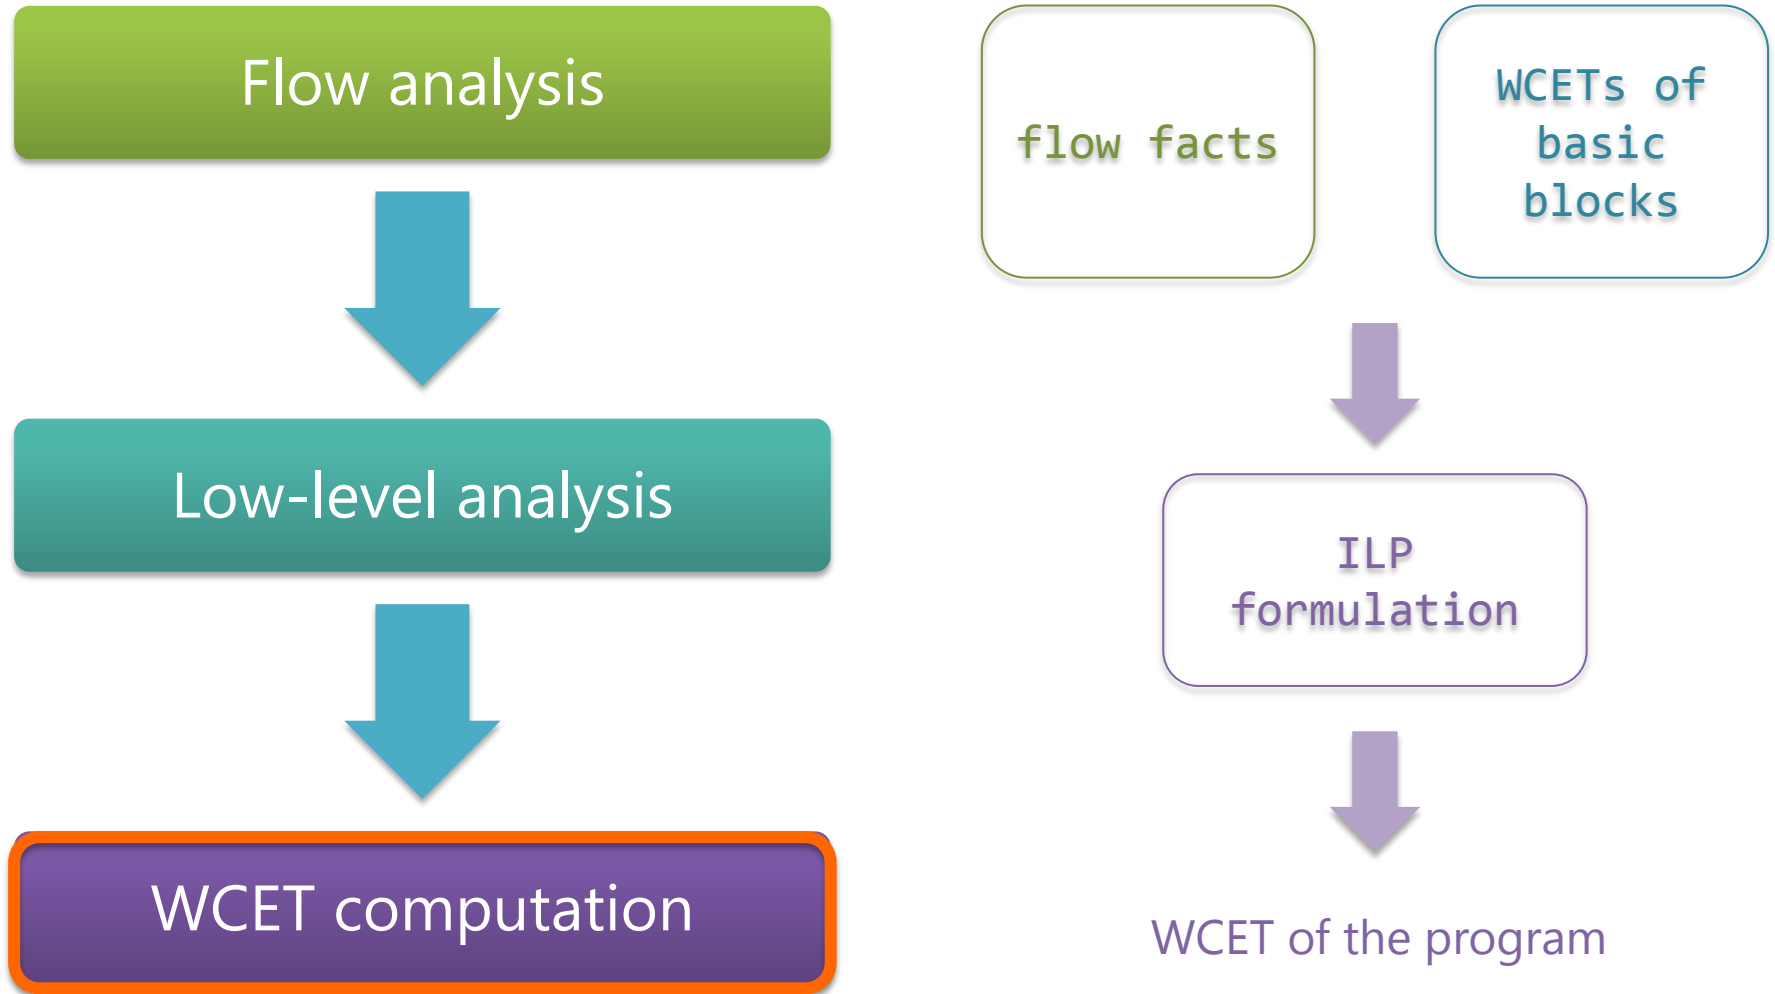 Flow analysis
Low-level analysis
WCET computation
flow facts
WCETs of
basic
blocks
ILP
formulation
WCET of the program